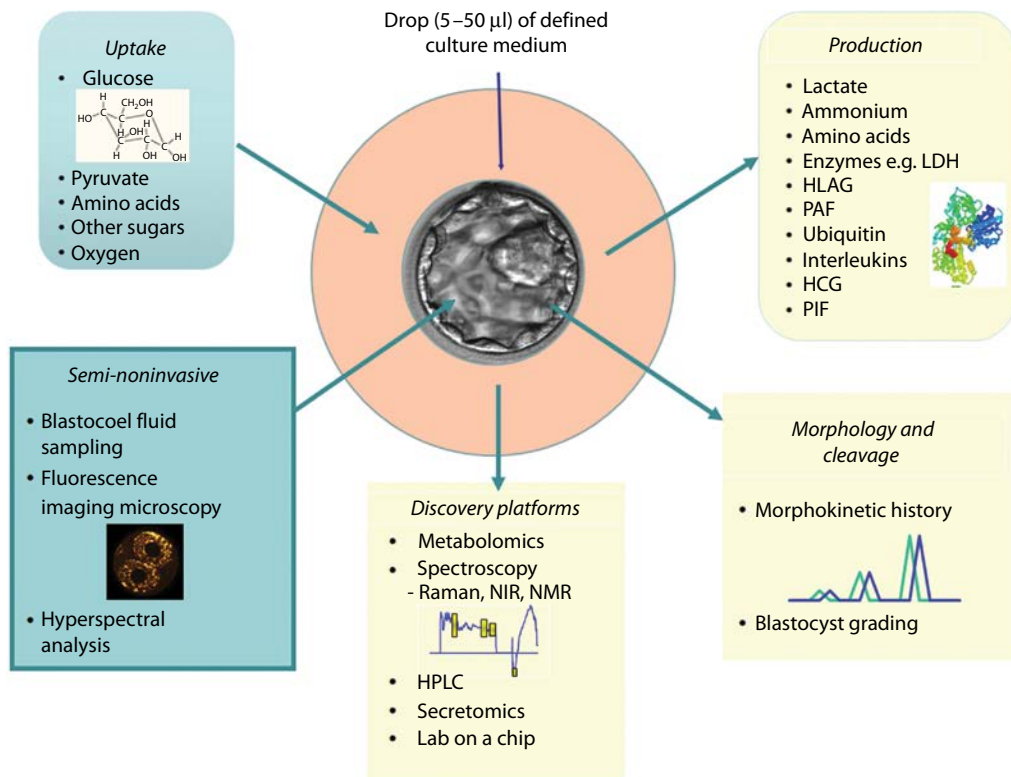 Drop (5–50 μl) of defined
culture medium
Uptake
• Glucose
H
CH₂OH
HO
C
C
O
H
H
OH
C
C
C
H
H
OH
OH
• Pyruvate
• Amino acids
• Other sugars
• Oxygen
Production
• Lactate
• Ammonium
• Amino acids
• Enzymes e.g. LDH
• HLAG
• PAF
• Ubiquitin
• Interleukins
• HCG
• PIF
Semi-noninvasive
• Blastocoel fluid
sampling
• Fluorescence
imaging microscopy
• Hyperspectral
analysis
Discovery platforms
• Metabolomics
• Spectroscopy
- Raman, NIR, NMR
• HPLC
• Secretomics
• Lab on a chip
Morphology and
cleavage
• Morphokinetic history
• Blastocyst grading